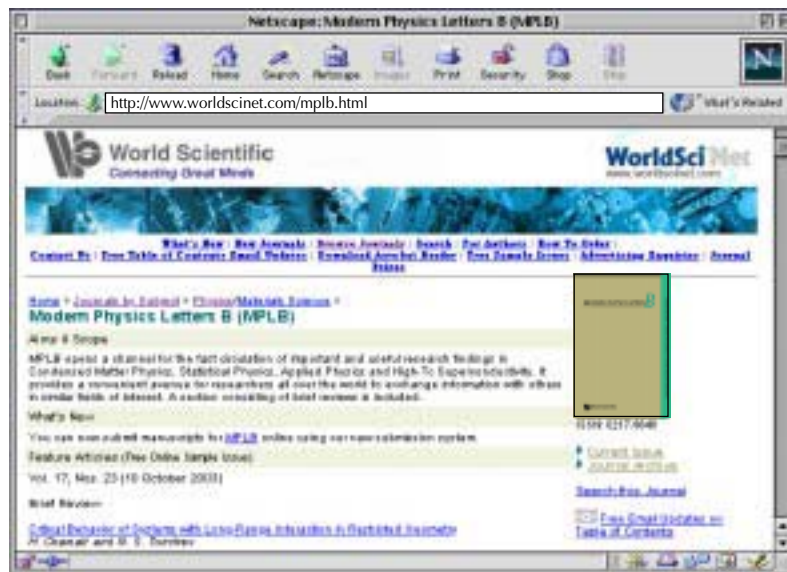 Netscape: Modern Physics Letters B (MPLB)
Back Forward Reload Home Search Netscape Images Print Security Shop Stop
Location: http://www.worldscinet.com/mplb.html What's Related
World Scientific
Connecting Great Minds
WorldSciNet
www.worldscinet.com
What's New | New Journals | Browse Journals | Search | For Authors | How To Order |
Contact Us | Free Table of Contents Email Updates | Download Acrobat Reader | Free Sample Issues | Advertising Enquiries | Journal
Prices
Home > Journals by Subject > Physics/Materials Science >
Modern Physics Letters B (MPLB)
Aims & Scope
MPLB opens a channel for the fast circulation of important and useful research findings in
Condensed Matter Physics, Statistical Physics, Applied Physics and High-Tc Superconductivity. It
provides a convenient avenue for researchers all over the world to exchange information with others
in similar fields of interest. A section consisting of brief reviews is included.
What's New
You can now submit manuscripts for MPLB online using our new submission system.
Feature Articles (Free Online Sample Issue)
Vol. 17, Nos. 23 (10 October 2003)
Brief Review
Critical Behavior of Systems with Long-Range Interaction in Restricted Geometry
H. Chamati and N. S. Tonchev
B
ISSN: 0217-9849
Current Issue
Journal Archive
Search this Journal
Free Email Updates on
Table of Contents